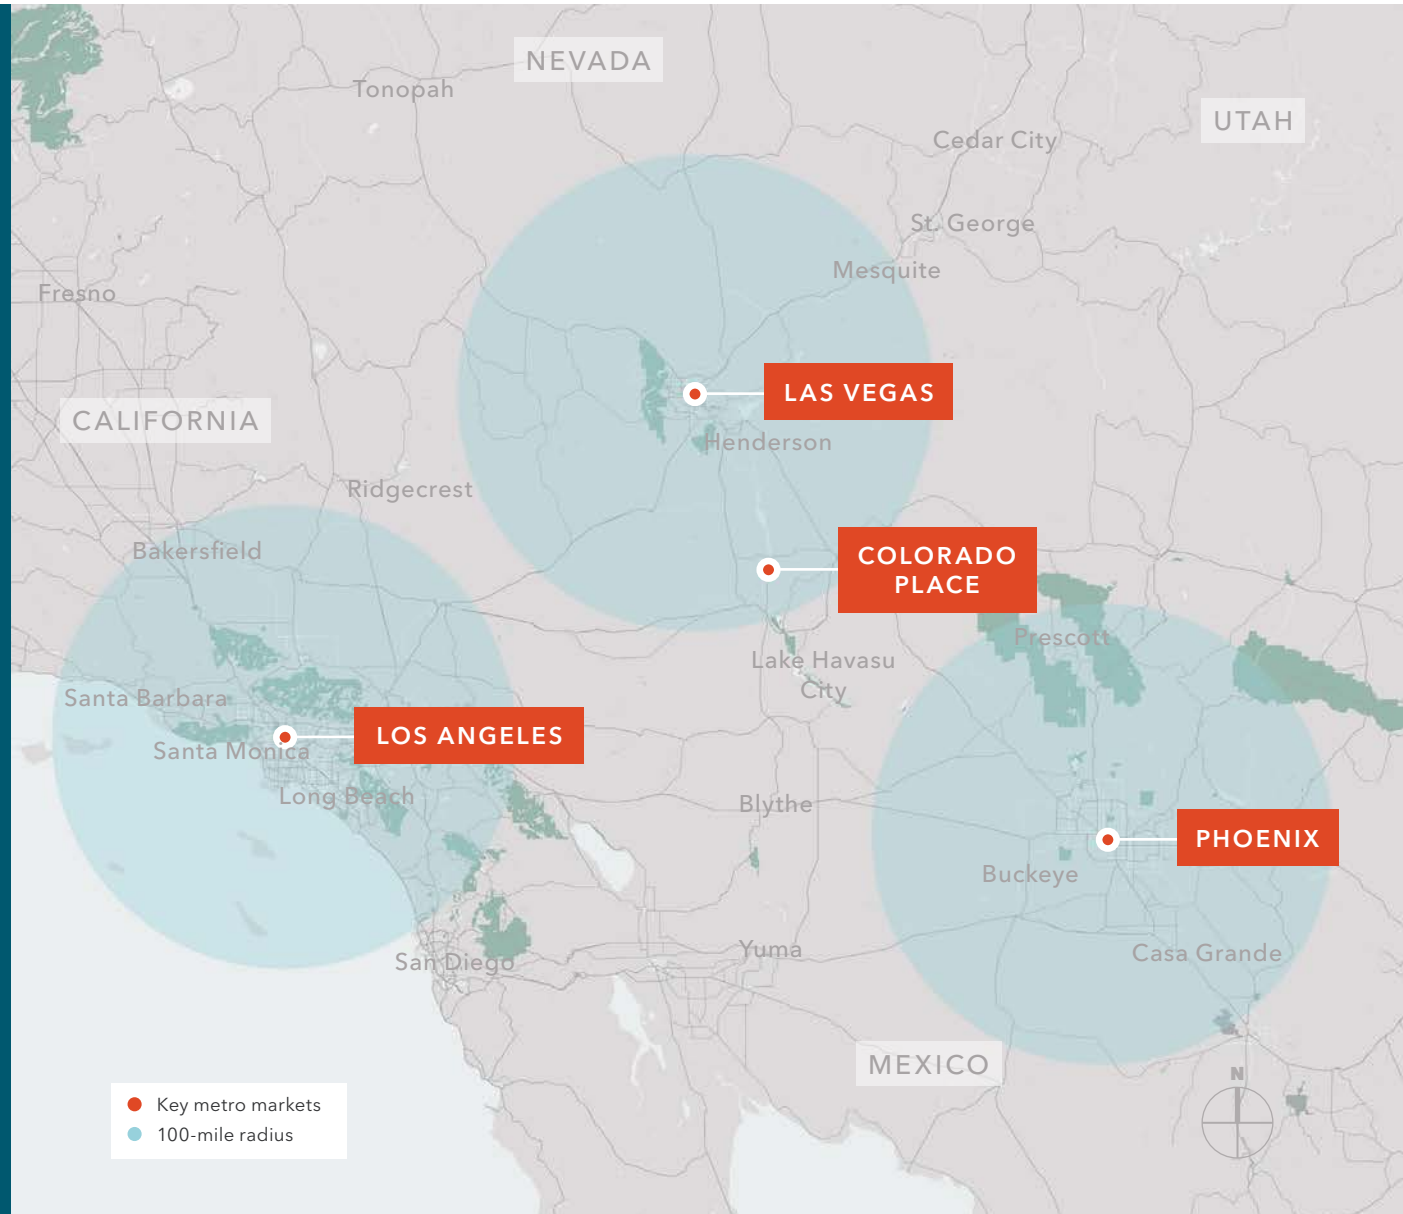 NEVADA
Tonopah
UTAH
Cedar City
St. George
Mesquite
Fresno
LAS VEGAS
CALIFORNIA
Henderson
Ridgecrest
Bakersfield
COLORADO
PLACE
Prescott
Lake Havasu
City
Santa Barbara
LOS ANGELES
Santa Monica
Long Beach
Blythe
PHOENIX
Buckeye
Yuma
Casa Grande
San Diego
MEXICO
N
Key metro markets
100-mile radius